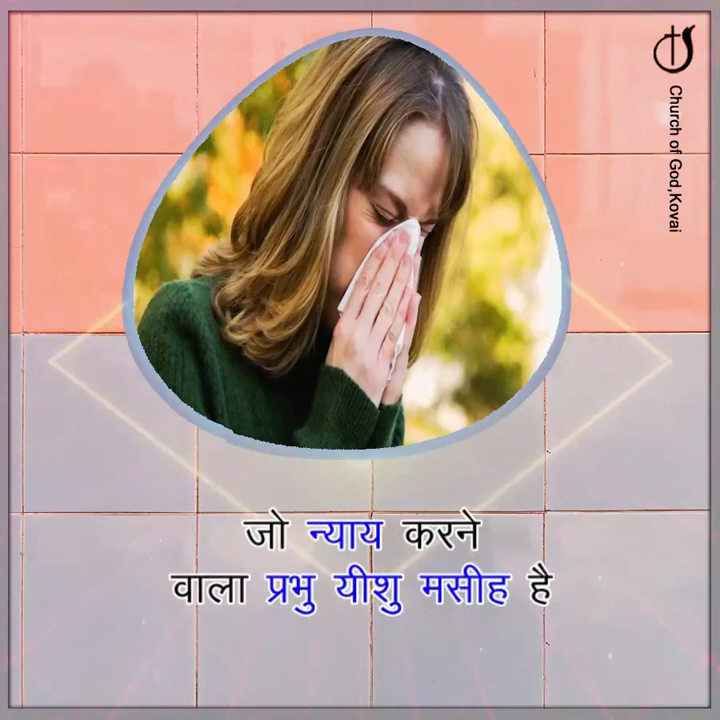 Church of God,Kovai
जो न्याय करने
वाला प्रभु यीशु मसीह है